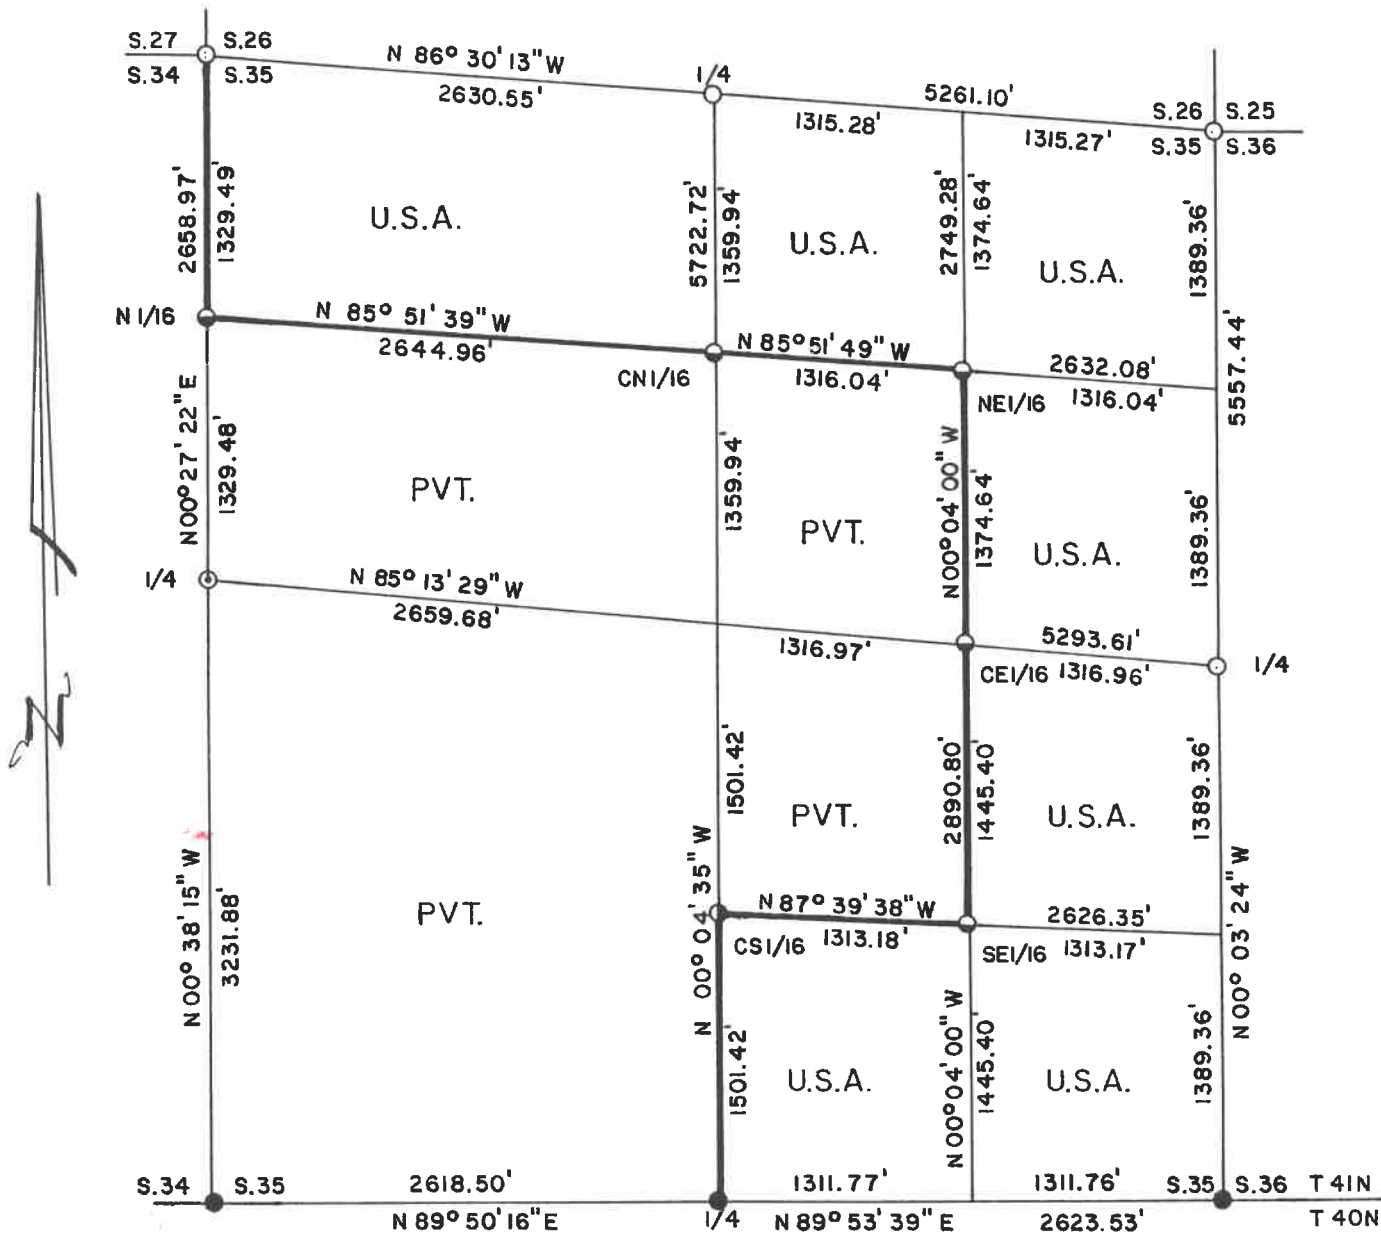 S.27 S.26
S.34 S.35
N 86° 30' 13" W
2630.55'
1/4
5261.10'
1315.28'
1315.27'
S.26 S.25
S.35 S.36
2658.97'
1329.49'
U.S.A.
5722.72'
1359.94'
U.S.A.
2749.28'
1374.64'
U.S.A.
1389.36'
N 1/16
N 85° 51' 39" W
2644.96'
CN1/16
N 85° 51' 49" W
1316.04'
NE1/16
2632.08'
1316.04'
5557.44'
N00° 27' 22" E
1329.48'
PVT.
1359.94'
PVT.
N00° 04' 00" W
1374.64'
U.S.A.
1389.36'
1/4
N 85° 13' 29" W
2659.68'
1316.97'
5293.61'
CE1/16 1316.96'
1/4
N
N00° 38' 15" W
3231.88'
PVT.
1501.42'
PVT.
2890.80'
1445.40'
U.S.A.
1389.36'
N 00° 04' 35" W
N 87° 39' 38" W
CS1/16 1313.18'
2626.35'
SE1/16 1313.17'
N00° 03' 24" W
1501.42'
U.S.A.
N00° 04' 00" W
1445.40'
U.S.A.
1389.36'
S.34 S.35
2618.50'
N 89° 50' 16" E
1/4
1311.77'
N 89° 53' 39" E
1311.76'
2623.53'
S.35 S.36
T 41N
T 40N